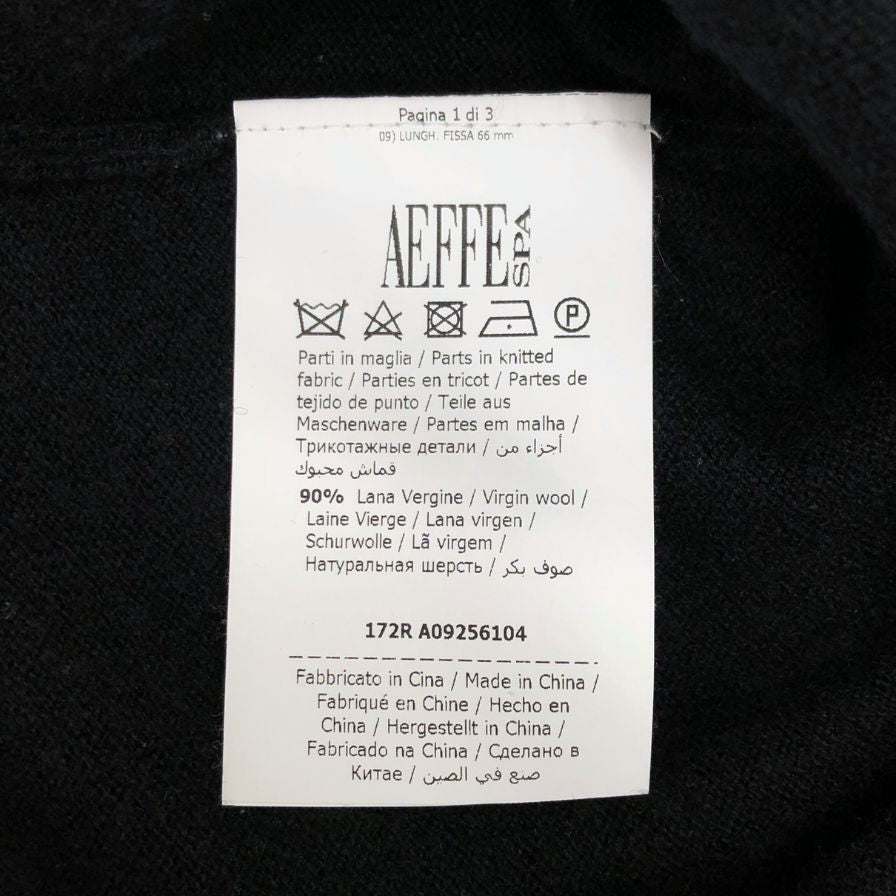 Pagina 1 di 3
09) LUNGH. FISSA 66 mm
AEFFE SPA
P
Parti in maglia / Parts in knitted
fabric / Parties en tricot / Partes de
tejido de punto / Teile aus
Maschenware / Partes em malha /
Трикотажные детали / أجزاء من
قماش محبوك
90% Lana Vergine / Virgin wool /
Laine Vierge / Lana virgen /
Schurwolle / Lã virgem /
Натуральная шерсть / صوف بكر
172R A09256104
Fabbricato in Cina / Made in China /
Fabriqué en Chine / Hecho en
China / Hergestellt in China /
Fabricado na China / Сделано в
Китае / صنع في الصين